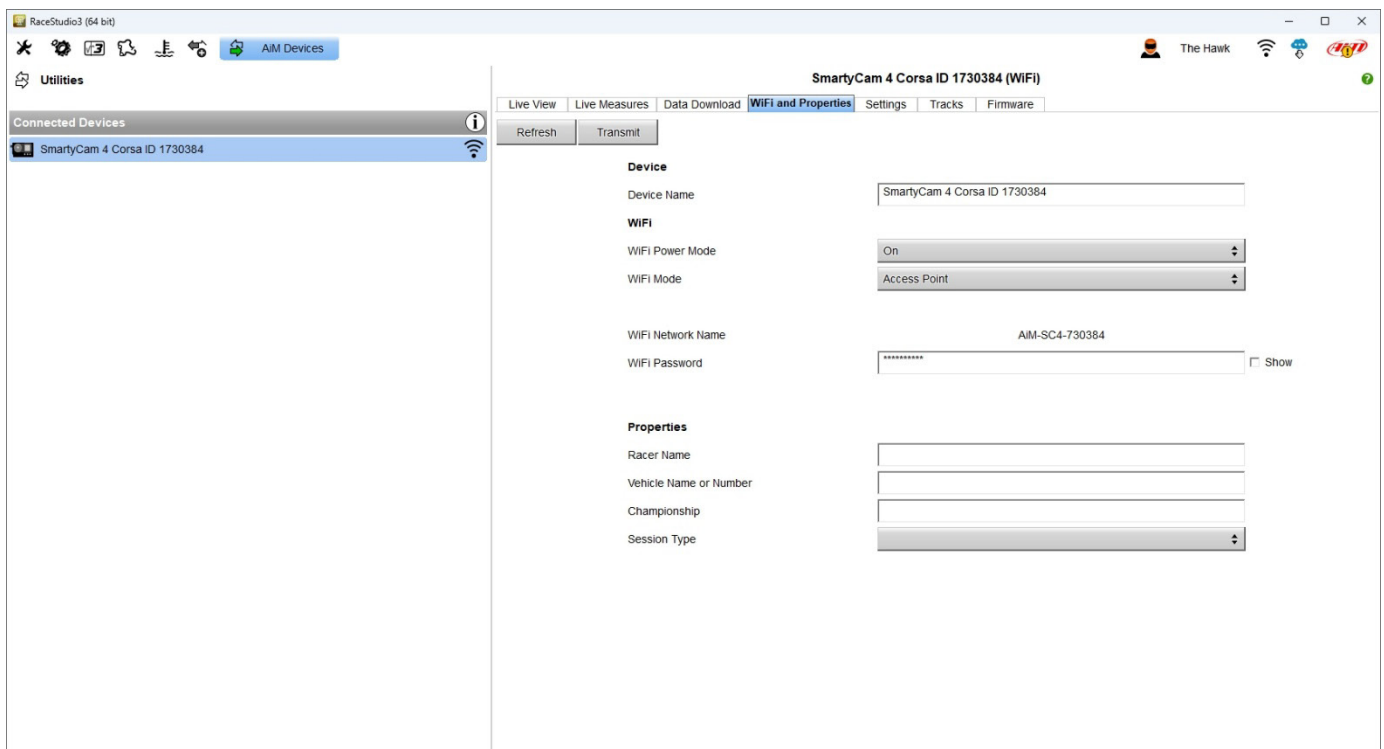 RaceStudio3 (64 bit)
AiM Devices
The Hawk
Utilities
SmartyCam 4 Corsa ID 1730384 (WiFi)
Live View Live Measures Data Download WiFi and Properties Settings Tracks Firmware
Connected Devices
Refresh Transmit
SmartyCam 4 Corsa ID 1730384
Device
Device Name SmartyCam 4 Corsa ID 1730384
WiFi
WiFi Power Mode On
WiFi Mode Access Point
WiFi Network Name AiM-SC4-730384
WiFi Password ********** Show
Properties
Racer Name
Vehicle Name or Number
Championship
Session Type